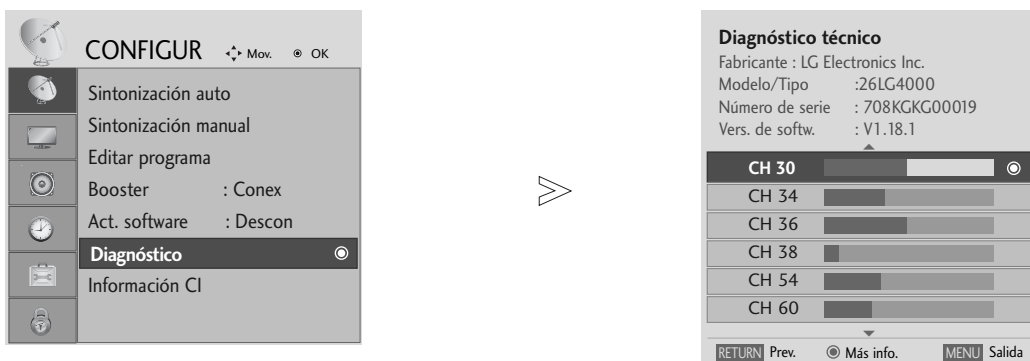 CONFIGUR Mov. OK
Sintonización auto
Sintonización manual
Editar programa
Booster : Conex
Act. software : Descon
Diagnóstico
Información CI
Diagnóstico técnico
Fabricante : LG Electronics Inc.
Modelo/Tipo :26LG4000
Número de serie : 708KGKG00019
Vers. de softw. : V1.18.1
CH 30
CH 34
CH 36
CH 38
CH 54
CH 60
RETURN Prev. Más info. MENU Salida